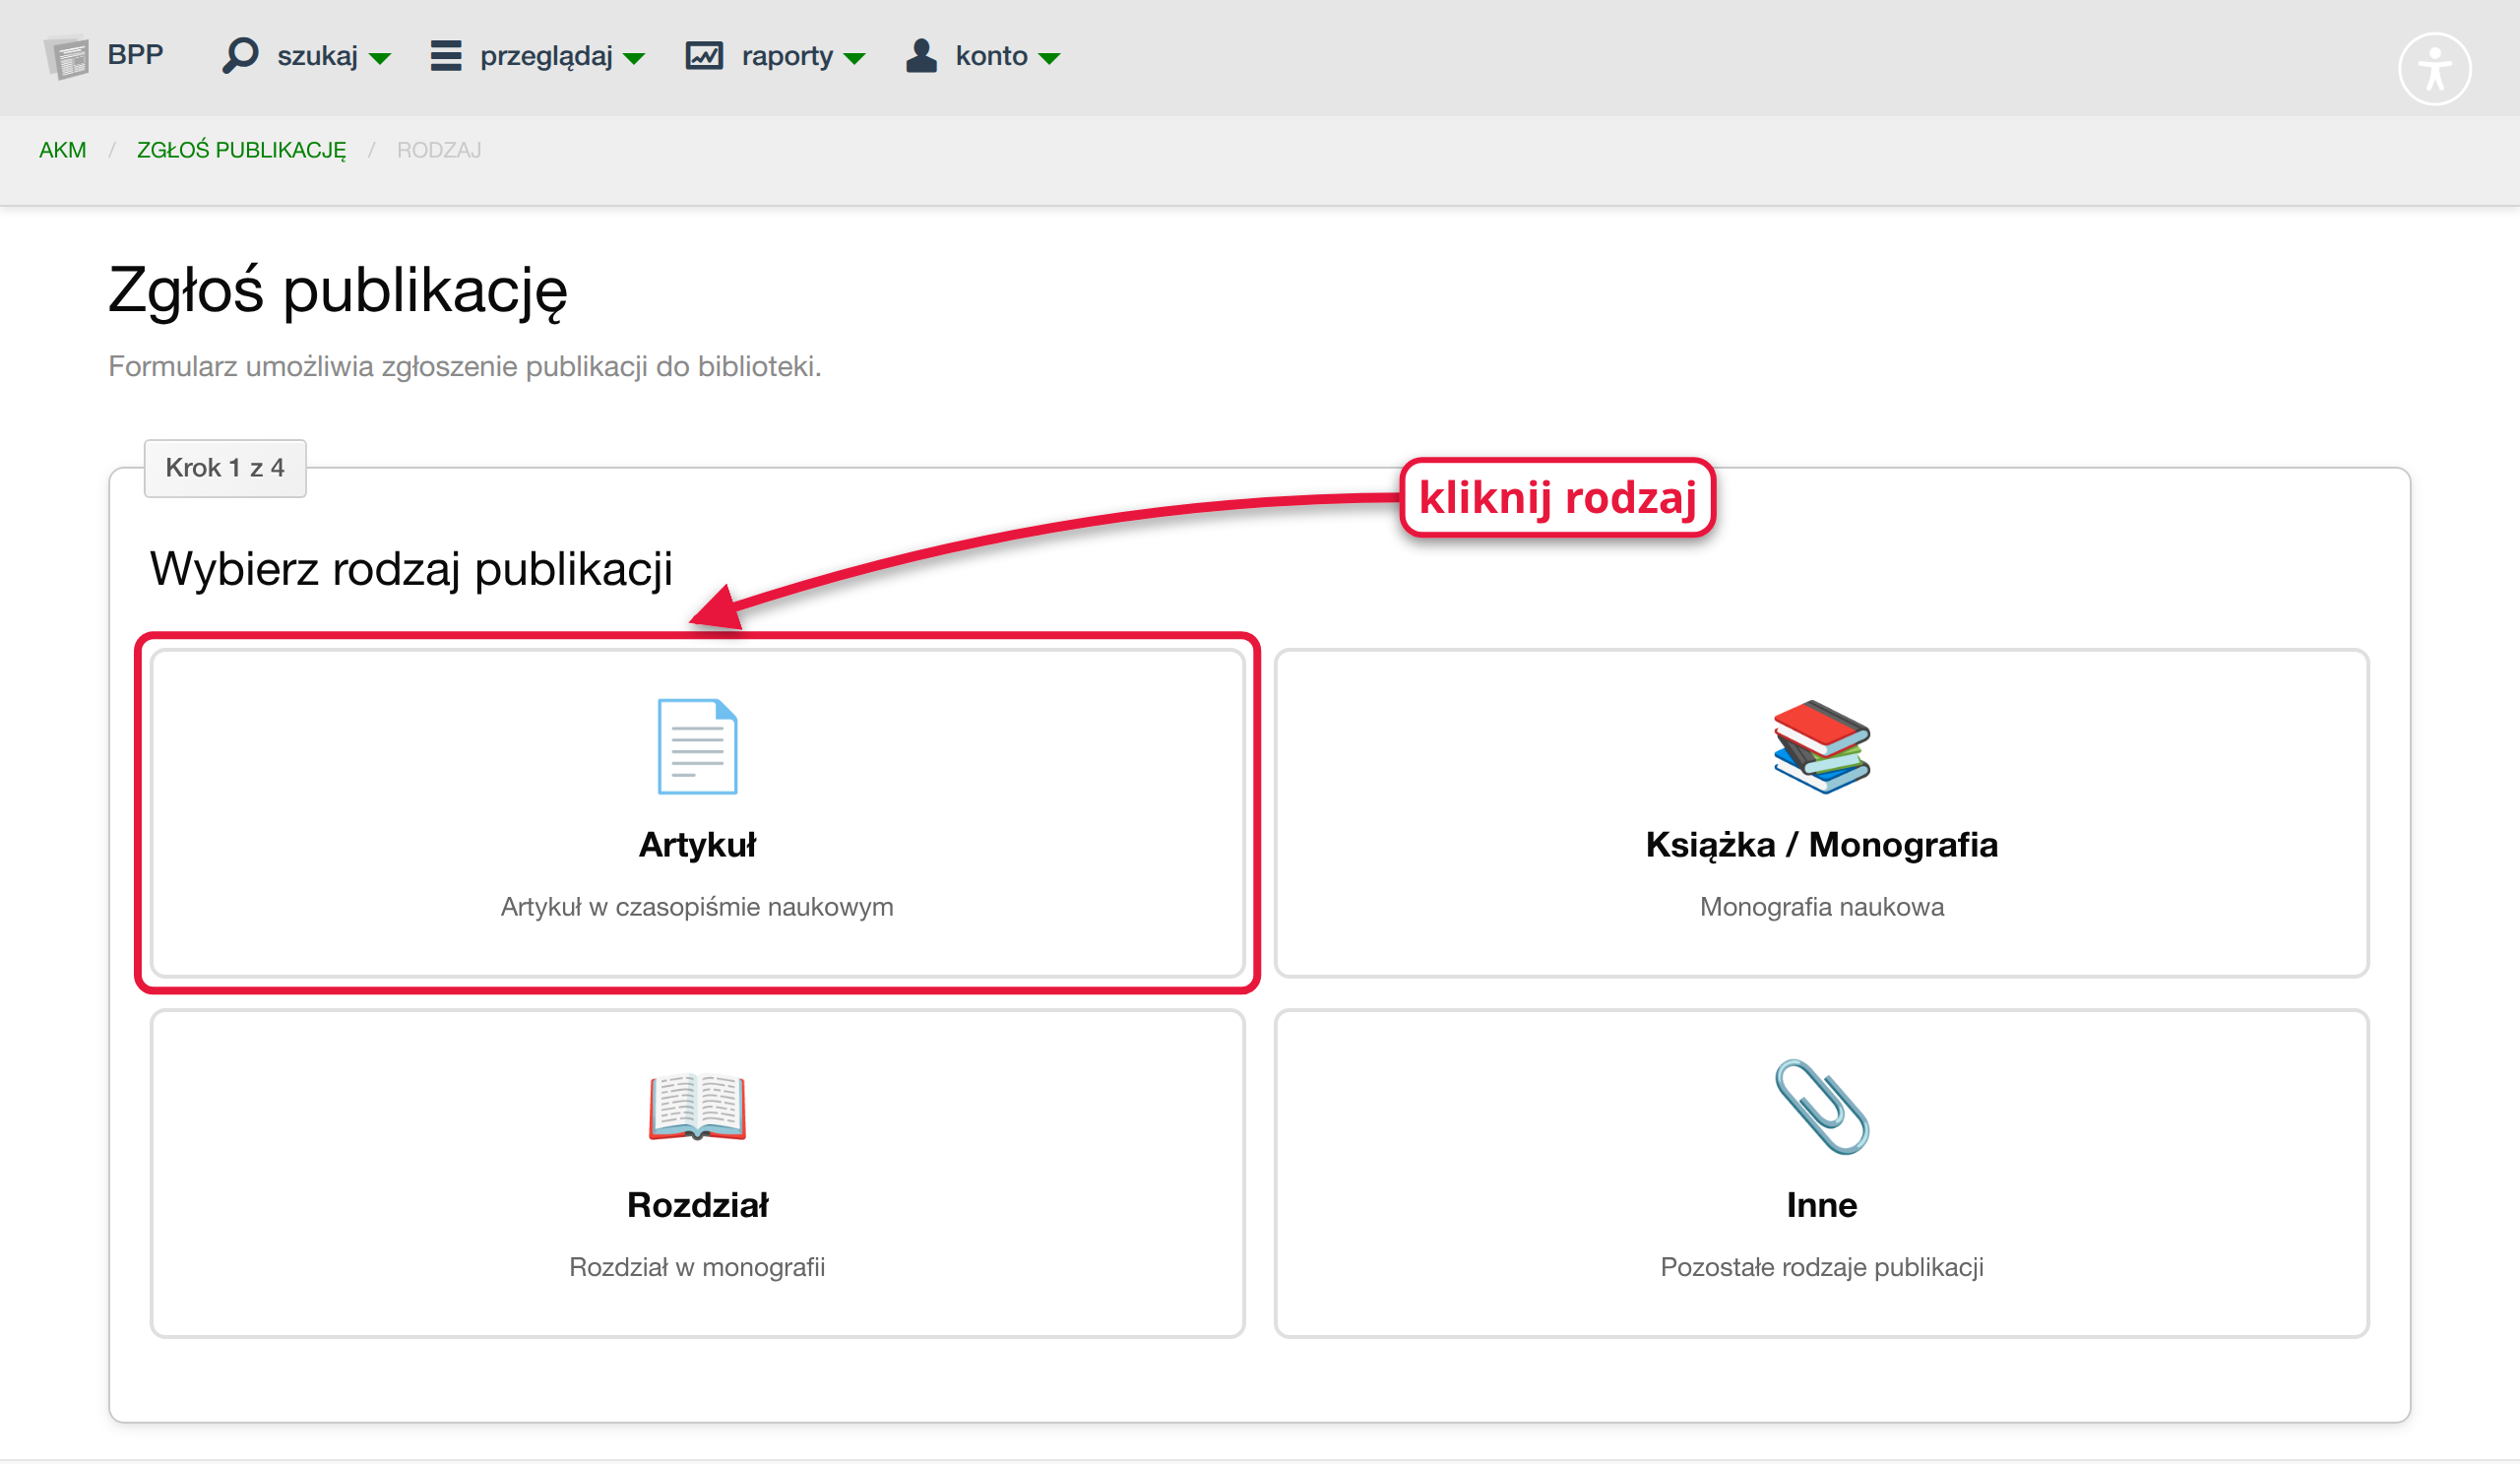 BPP szukaj przeglądaj raporty konto
AKM / ZGŁOŚ PUBLIKACJĘ / RODZAJ
Zgłoś publikację
Formularz umożliwia zgłoszenie publikacji do biblioteki.
Krok 1 z 4
kliknij rodzaj
Wybierz rodzaj publikacji
Artykuł
Artykuł w czasopiśmie naukowym
Książka / Monografia
Monografia naukowa
Rozdział
Rozdział w monografii
Inne
Pozostałe rodzaje publikacji